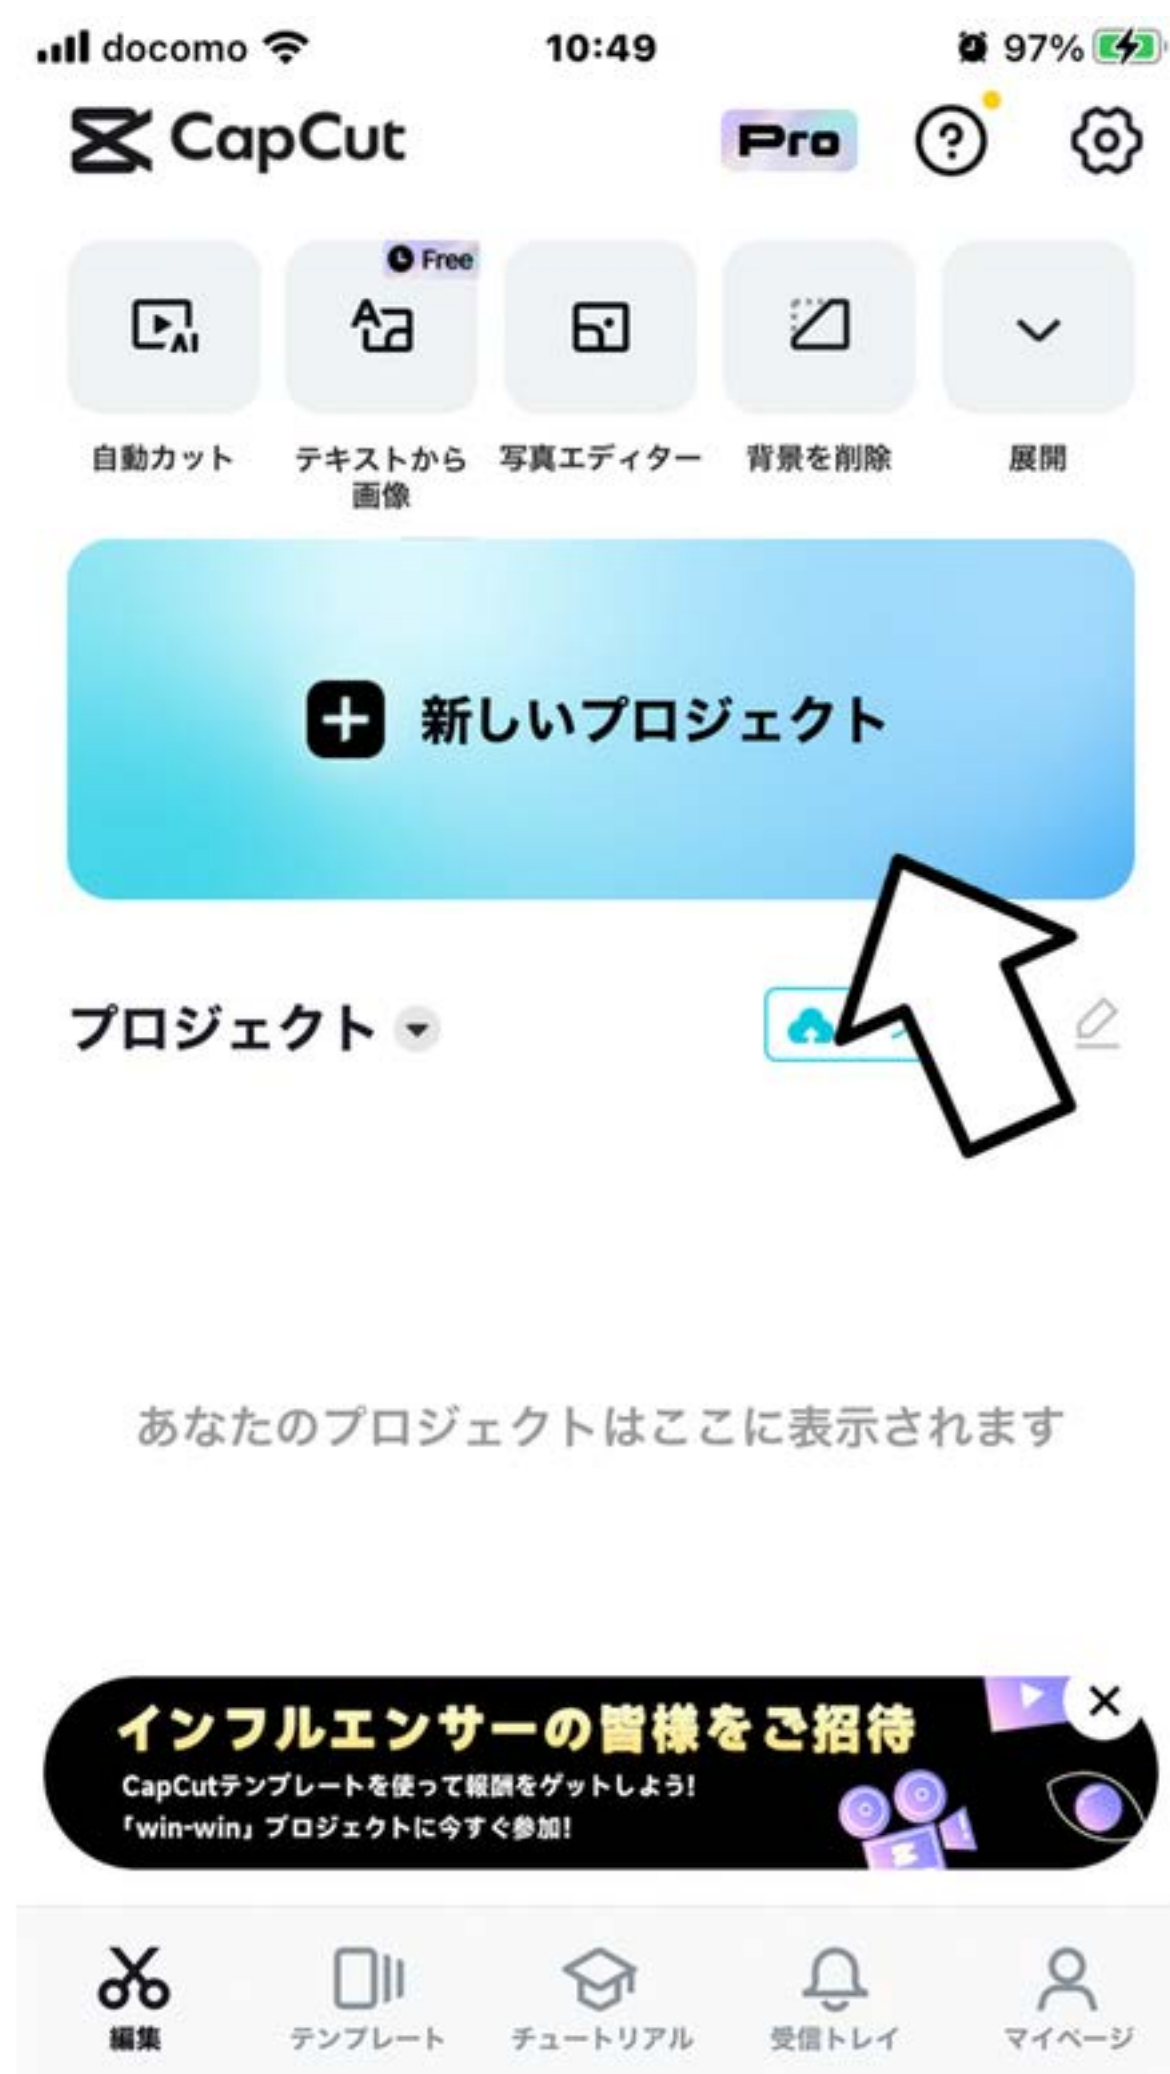 docomo 10:49 97%
CapCut Pro
Free
自動カット テキストから画像 写真エディター 背景を削除 展開
新しいプロジェクト
プロジェクト
あなたのプロジェクトはここに表示されます
インフルエンサーの皆様をご招待
CapCutテンプレートを使って報酬をゲットしよう!
「win-win」プロジェクトに今すぐ参加!
編集 テンプレート チュートリアル 受信トレイ マイページ